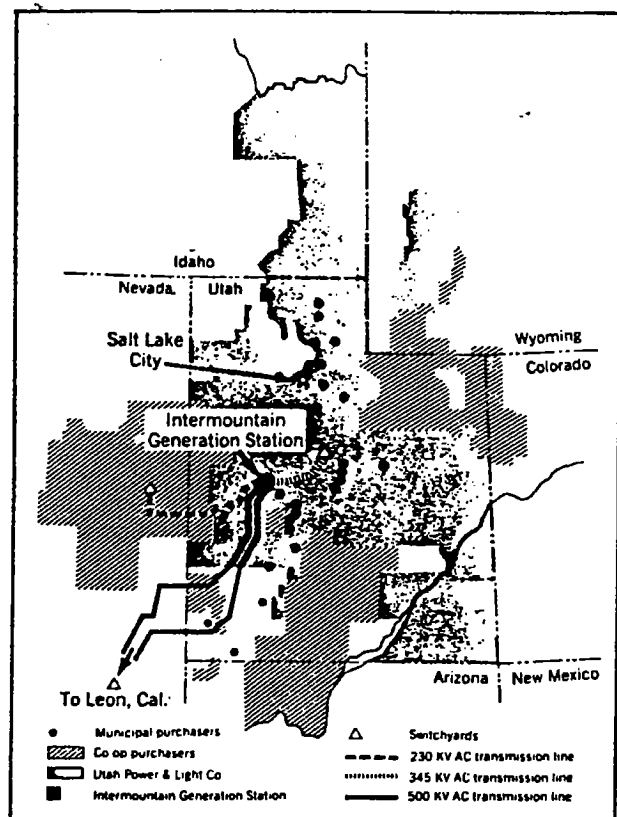 Idaho
Nevada. Utah
Salt Lake
City
Wyoming
Colorado
Intermountain
Generation Station
To Leon, Cal.
Arizona New Mexico
Municipal purchasers
Co op purchasers
Utah Power & Light Co
Intermountain Generation Station
Switchyards
230 KV AC transmission line
345 KV AC transmission line
500 KV AC transmission line